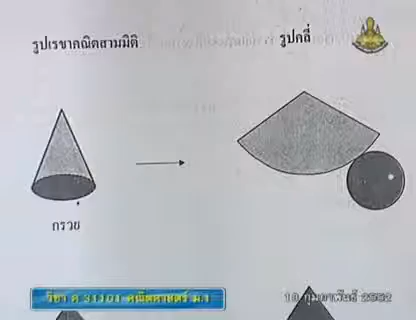 รูปเรขาคณิตสามมิติ
รูปคลี่
กรวย
วิชา ค 31101 คณิตศาสตร์ ม.1
10 กุมภาพันธ์ 2552